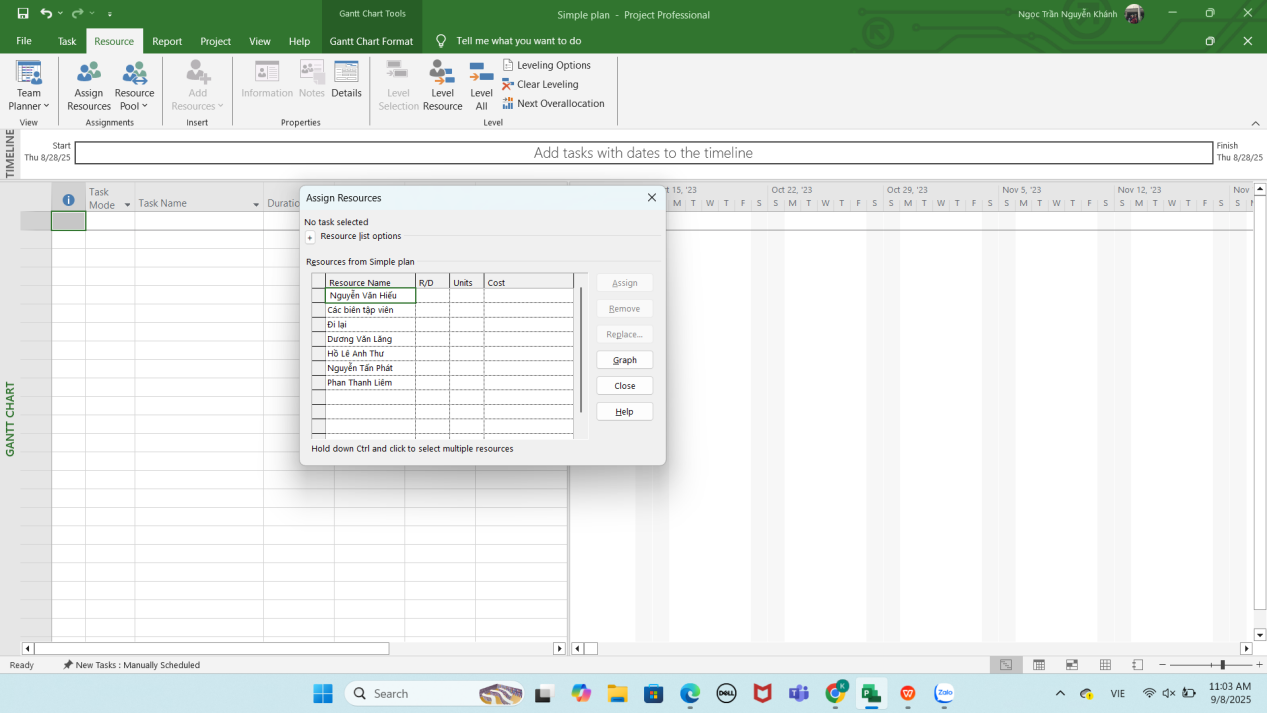 Gantt Chart Tools
Simple plan - Project Professional
Ngọc Trần Nguyễn Khánh
File Task Resource Report Project View Help Gantt Chart Format Tell me what you want to do
Team Planner
Assign Resources
Resource Pool
Add Resources
Information
Notes
Details
Level Selection
Level Resource
Level All
Leveling Options
Clear Leveling
Next Overallocation
View Assignments Insert Properties Level
TIMELINE
Start
Thu 8/28/25
Add tasks with dates to the timeline
Finish
Thu 8/28/25
Task Mode
Task Name
15, '23 Oct 22, '23 Oct 29, '23 Nov 5, '23 Nov 12, '23 Nov
M T W T F S S M T W T F S S M T W T F S S M T W T F S S M T W T F S S
GANTT CHART
Assign Resources
No task selected
+ Resource list options
Resources from Simple plan
Resource Name R/D Units Cost
Nguyễn Văn Hiếu
Các biên tập viên
Đi lại
Dương Văn Lăng
Hồ Lê Anh Thư
Nguyễn Tấn Phát
Phan Thanh Liêm
Assign
Remove
Replace...
Graph
Close
Help
Hold down Ctrl and click to select multiple resources
Ready New Tasks : Manually Scheduled
Search
DELL
Zalo
VIE
11:03 AM
9/8/2025